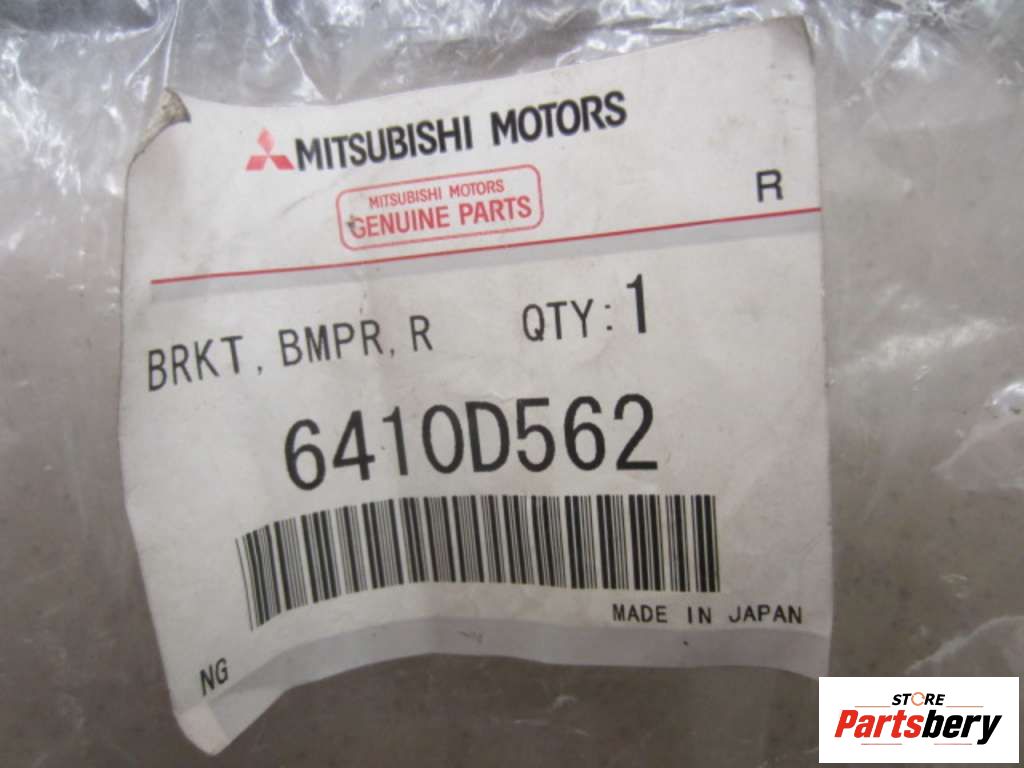 MITSUBISHI MOTORS
MITSUBISHI MOTORS
GENUINE PARTS
R
BRKT, BMPR, R QTY: 1
6410D562
MADE IN JAPAN
NG
STORE
Partsbery